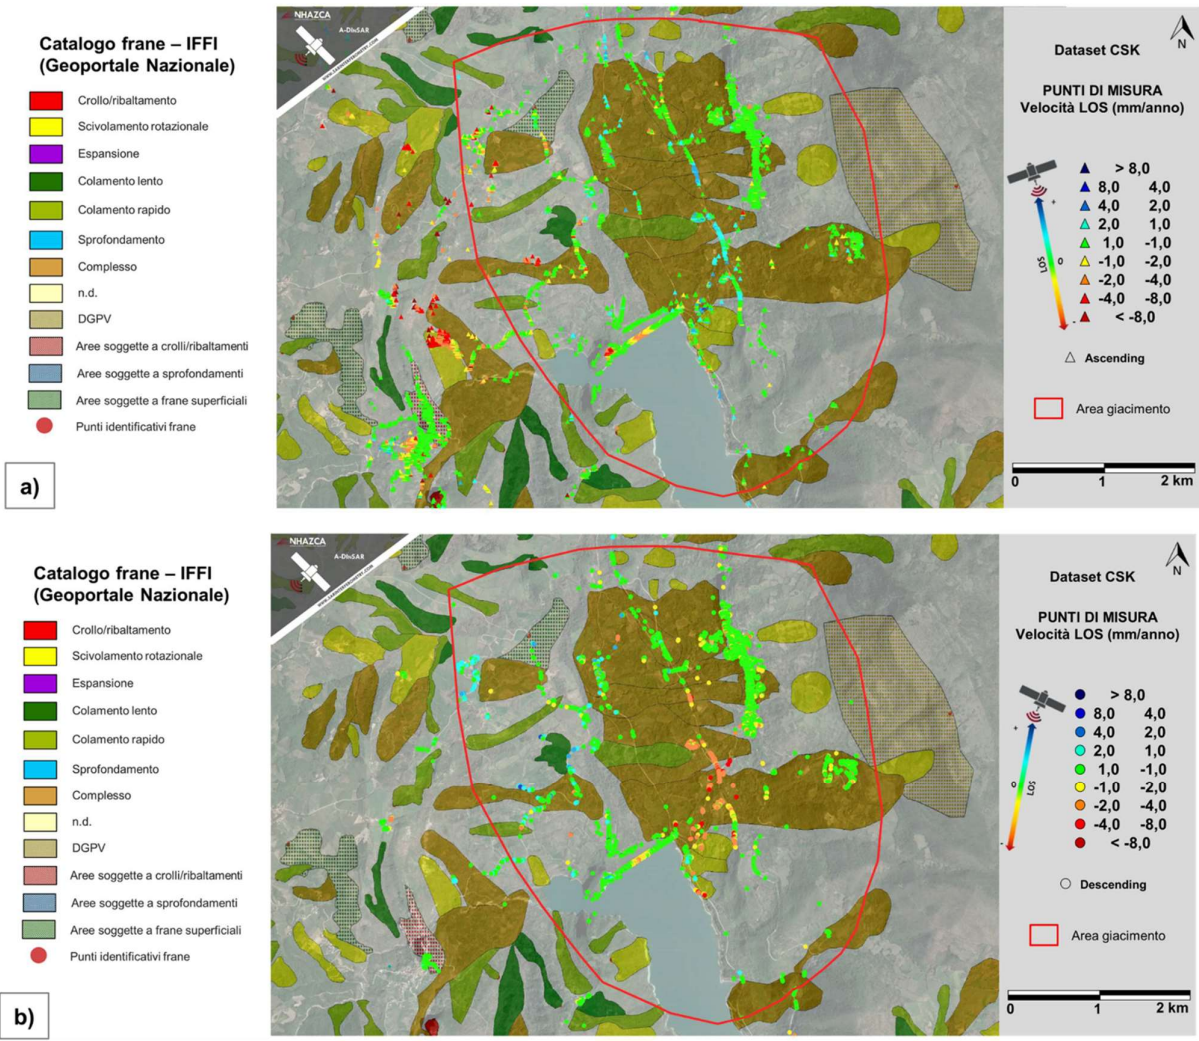 a)
Catalogo frane – IFFI
(Geoportale Nazionale)
Crollo/ribaltamento
Scivolamento rotazionale
Espansione
Colamento lento
Colamento rapido
Sprofondamento
Complesso
n.d.
DGPV
Aree soggette a crolli/ribaltamenti
Aree soggette a sprofondamenti
Aree soggette a frane superficiali
Punti identificativi frane
NHAZCA
A-DInSAR
Dataset CSK
N
PUNTI DI MISURA
Velocità LOS (mm/anno)
> 8,0
8,0 4,0
4,0 2,0
2,0 1,0
1,0 -1,0
-1,0 -2,0
-2,0 -4,0
-4,0 -8,0
< -8,0
+
0
LOS
-
Ascending
Area giacimento
0 1 2 km
b)
Catalogo frane – IFFI
(Geoportale Nazionale)
Crollo/ribaltamento
Scivolamento rotazionale
Espansione
Colamento lento
Colamento rapido
Sprofondamento
Complesso
n.d.
DGPV
Aree soggette a crolli/ribaltamenti
Aree soggette a sprofondamenti
Aree soggette a frane superficiali
Punti identificativi frane
NHAZCA
A-DInSAR
Dataset CSK
N
PUNTI DI MISURA
Velocità LOS (mm/anno)
> 8,0
8,0 4,0
4,0 2,0
2,0 1,0
1,0 -1,0
-1,0 -2,0
-2,0 -4,0
-4,0 -8,0
< -8,0
+
0
LOS
-
Descending
Area giacimento
0 1 2 km